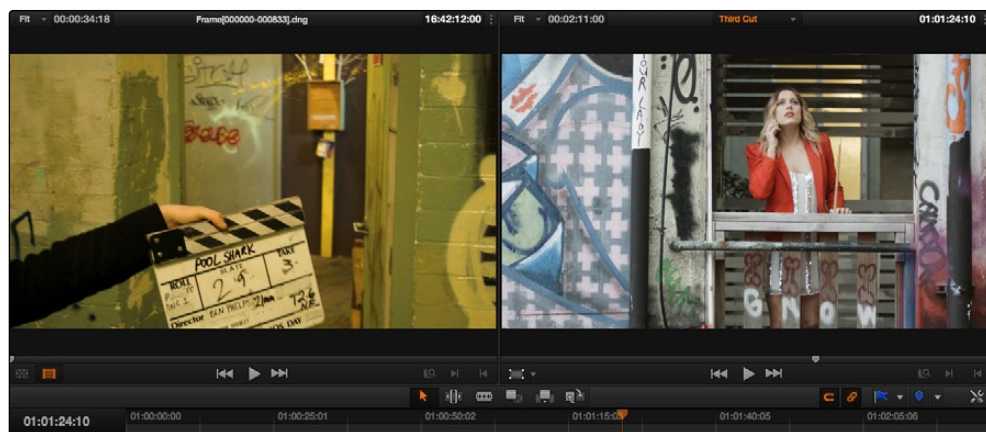 Fit 00:00:34:18 Frame[000000-000833].dng 16:42:12:00
Fit 00:02:11:00 Third Cut 01:01:24:10
POOL SHARK
ROLL SLATE TAKE
29 3
Director BEN PHELPS
DAY
YOUR LADY
GNOW
01:01:24:10 01:00:00:00 01:00:25:01 01:00:50:02 01:01:15:03 01:01:40:05 01:02:05:06